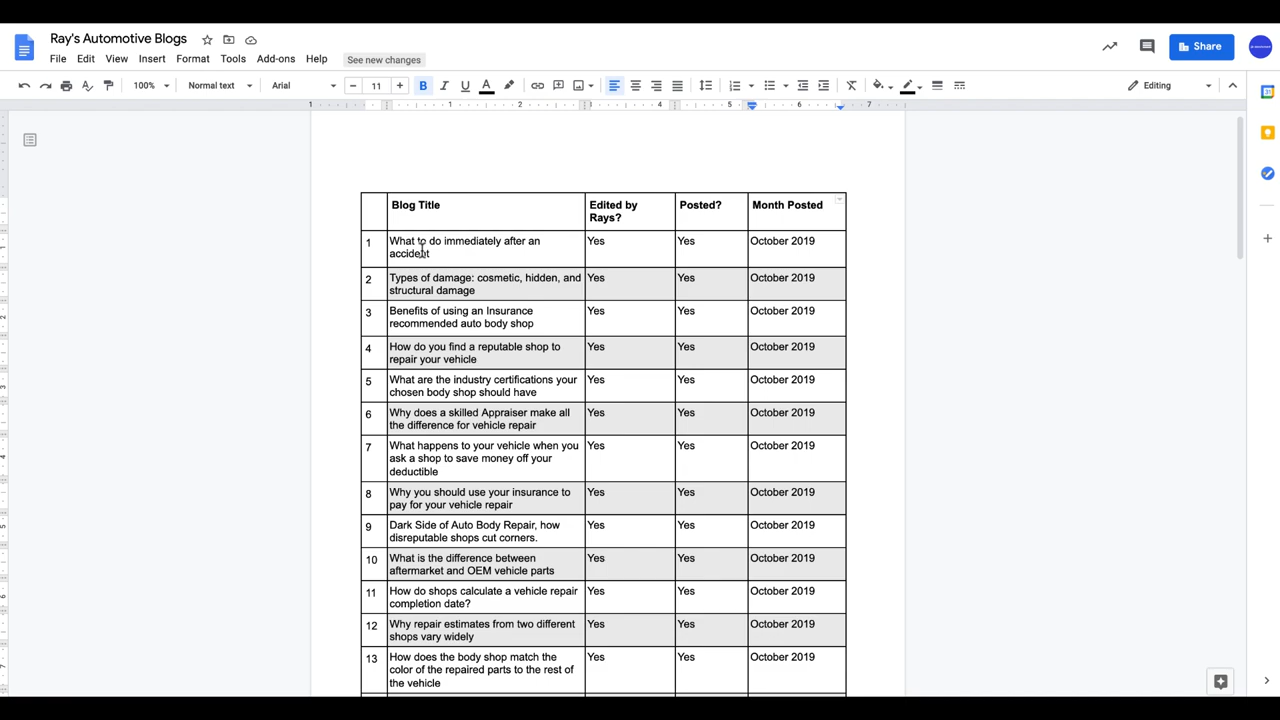 Ray's Automotive Blogs
File Edit View Insert Format Tools Add-ons Help See new changes
Share
100% Normal text Arial 11 B I U A Editing
1 1 2 3 4 5 6 7
Blog Title Edited by Rays? Posted? Month Posted
1 What to do immediately after an accident Yes Yes October 2019
2 Types of damage: cosmetic, hidden, and structural damage Yes Yes October 2019
3 Benefits of using an Insurance recommended auto body shop Yes Yes October 2019
4 How do you find a reputable shop to repair your vehicle Yes Yes October 2019
5 What are the industry certifications your chosen body shop should have Yes Yes October 2019
6 Why does a skilled Appraiser make all the difference for vehicle repair Yes Yes October 2019
7 What happens to your vehicle when you ask a shop to save money off your deductible Yes Yes October 2019
8 Why you should use your insurance to pay for your vehicle repair Yes Yes October 2019
9 Dark Side of Auto Body Repair, how disreputable shops cut corners. Yes Yes October 2019
10 What is the difference between aftermarket and OEM vehicle parts Yes Yes October 2019
11 How do shops calculate a vehicle repair completion date? Yes Yes October 2019
12 Why repair estimates from two different shops vary widely Yes Yes October 2019
13 How does the body shop match the color of the repaired parts to the rest of the vehicle Yes Yes October 2019